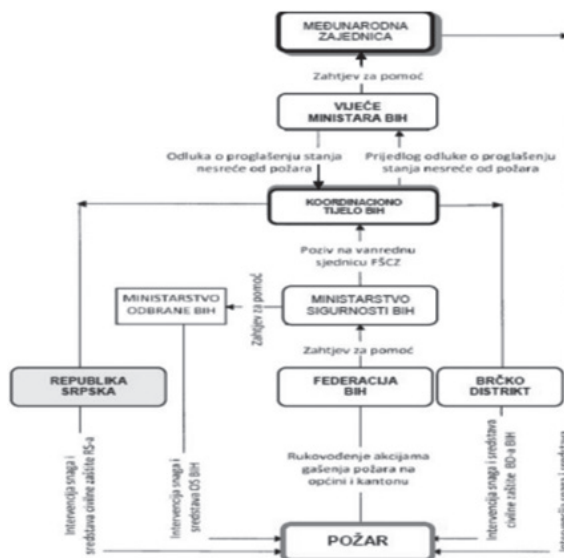 MEĐUNARODNA
ZAJEDNICA
Zahtjev za pomoć
VIJEĆE
MINISTARA BIH
Odluka o proglašenju stanja
nesreće od požara
Prijedlog odluke o proglašenju
stanja nesreće od požara
KOORDINACIONO
TIJELO BIH
Poziv na vanrednu
sjednicu FŠCZ
MINISTARSTVO
ODBRANE BIH
Zahtjev za pomoć
MINISTARSTVO
SIGURNOSTI BIH
Zahtjev za pomoć
REPUBLIKA
SRPSKA
FEDERACIJA
BIH
BRČKO
DISTRIKT
Intervencija snaga i
sredstava civilne zaštite RS-a
Intervencija snaga i
sredstava OS BIH
Rukovođenje akcijama
gašenja požara na
općini i kantonu
Intervencija snaga i sredstava
civilne zaštite BD-a BIH
Intervencija snaga i sredstava
POŽAR